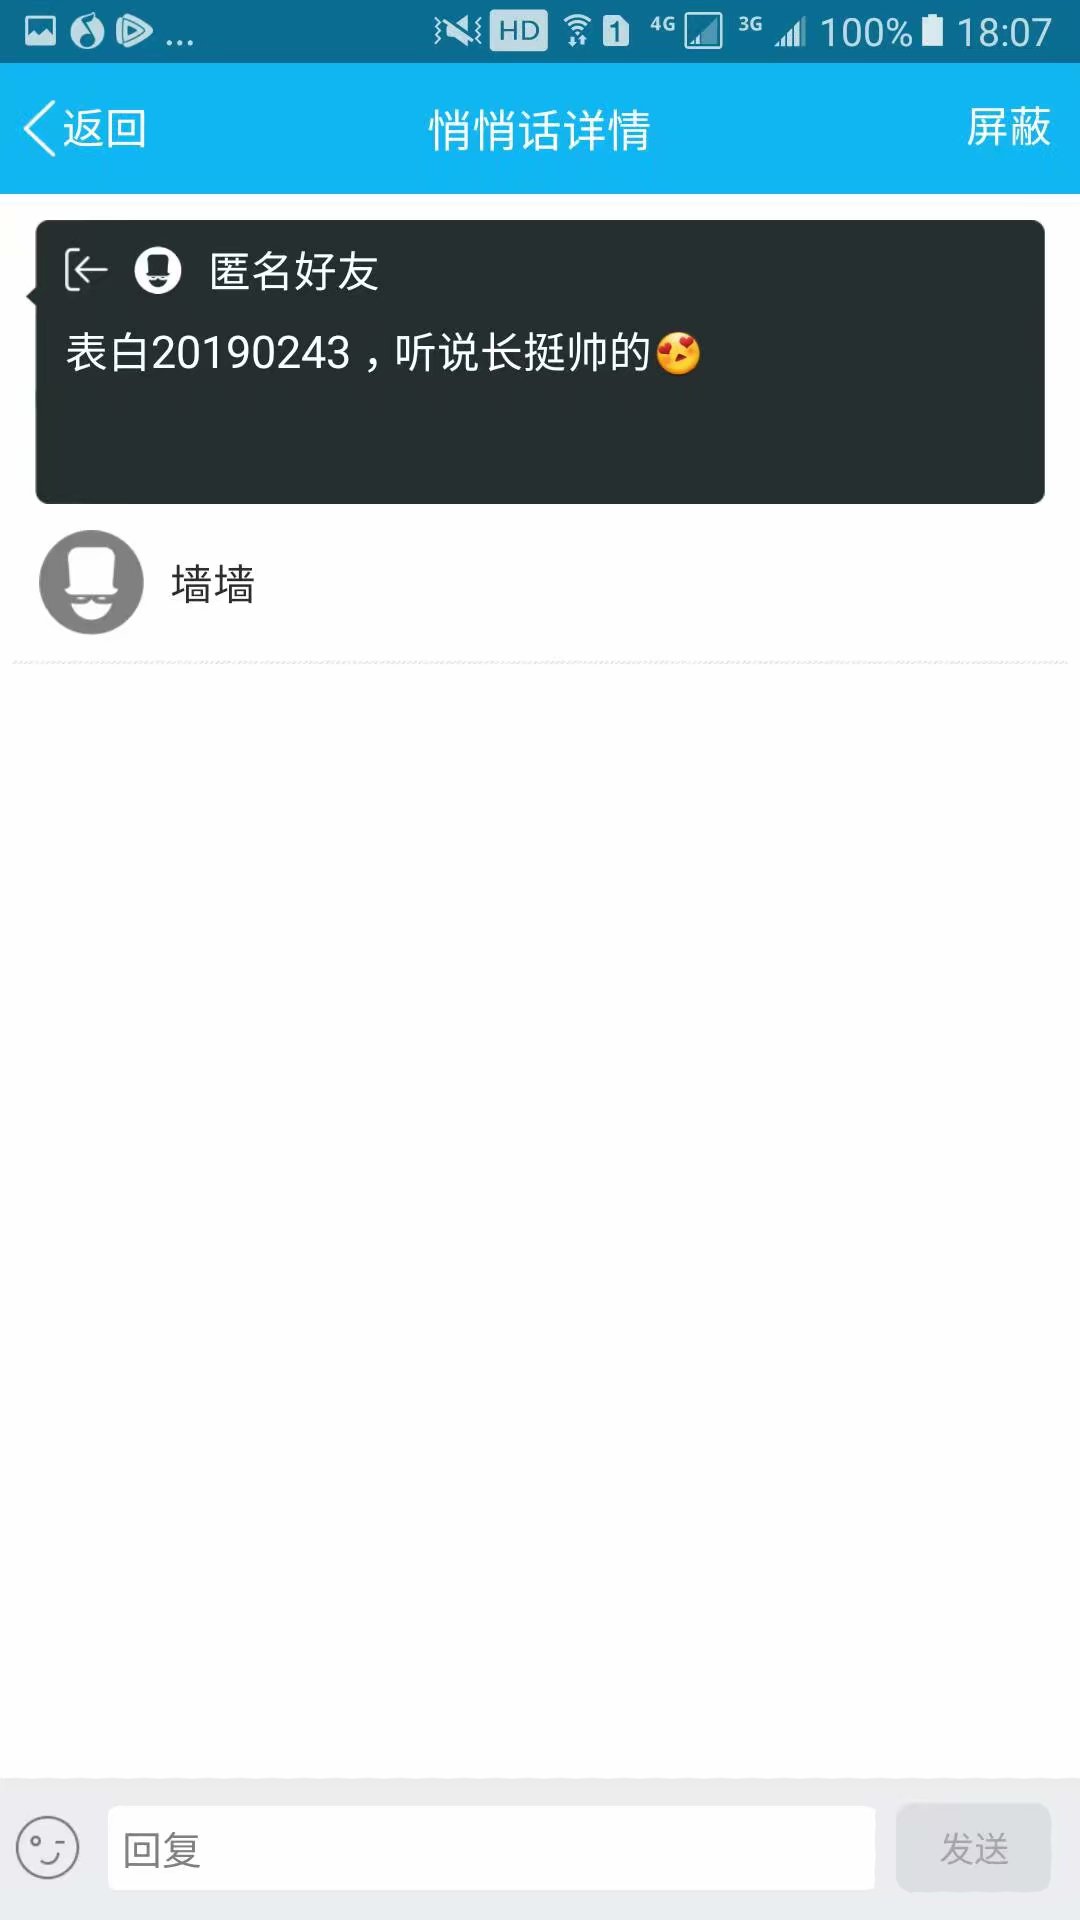 ... HD 1 4G 3G 100% 18:07
返回 悄悄话详情 屏蔽
匿名好友
表白20190243，听说长挺帅的😍
墙墙
回复 发送